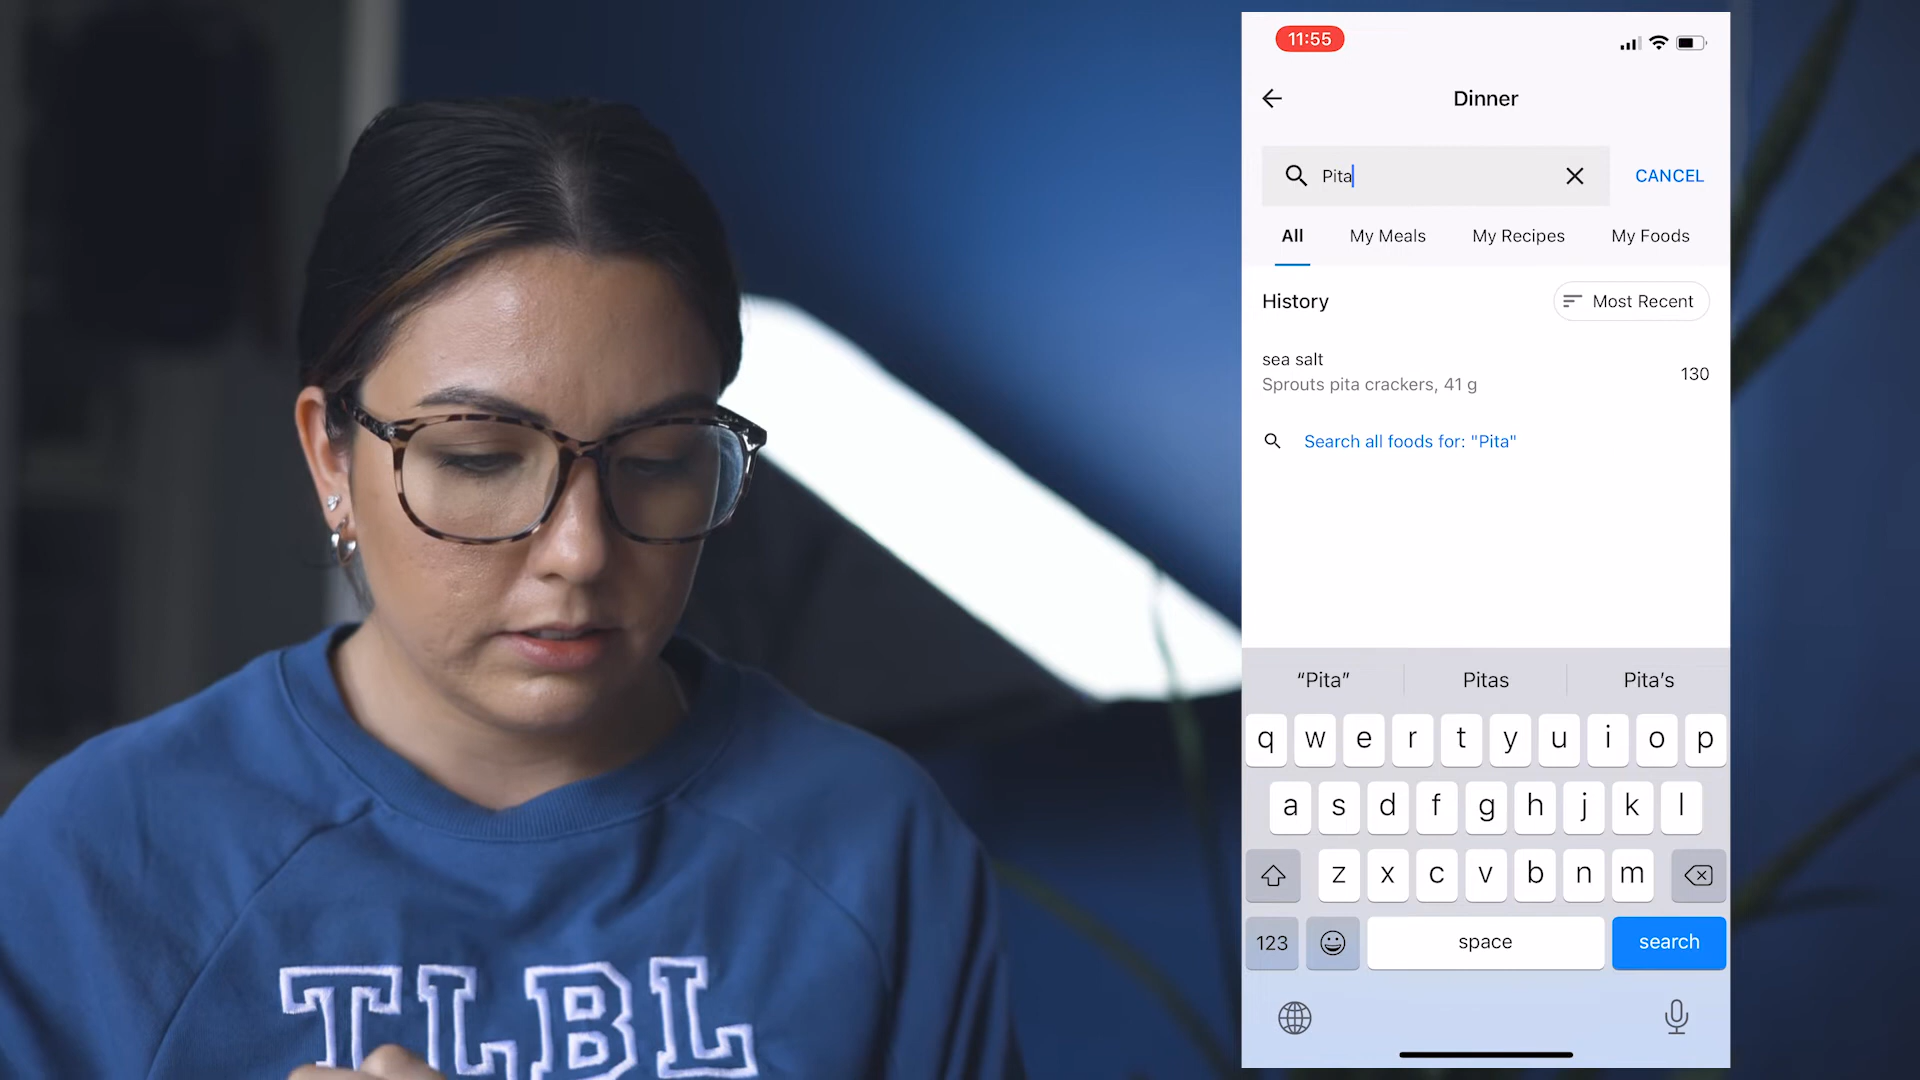 11:55
Dinner
Pita
CANCEL
All My Meals My Recipes My Foods
History
Most Recent
sea salt
Sprouts pita crackers, 41 g
130
Search all foods for: "Pita"
“Pita” Pitas Pita’s
q w e r t y u i o p
a s d f g h j k l
z x c v b n m
123 space search
TLBL